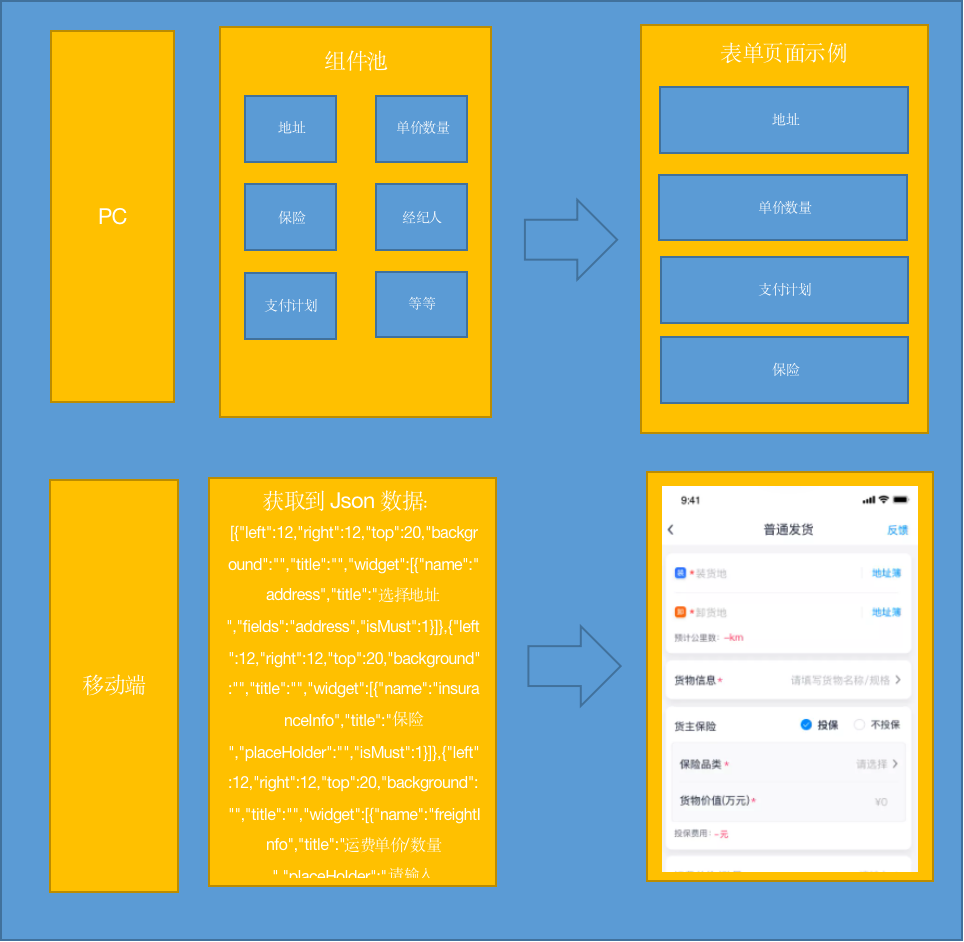 PC
组件池
地址
单价数量
保险
经纪人
支付计划
等等
表单页面示例
地址
单价数量
支付计划
保险
移动端
获取到 Json 数据:
[{"left":12,"right":12,"top":20,"backgr
ound":"","title":"","widget":[{"name":"
address","title":"选择地址
","fields":"address","isMust":1}]},{"left
":12,"right":12,"top":20,"background"
:"","title":"","widget":[{"name":"insura
nceInfo","title":"保险
","placeHolder":"","isMust":1}]},{"left"
:12,"right":12,"top":20,"background":
"","title":"","widget":[{"name":"freightI
nfo","title":"运费单价/数量
","placeHolder":"请输入
9:41
普通发货
反馈
装 *装货地
地址簿
卸 *卸货地
地址簿
预计公里数: --km
货物信息*
请填写货物名称/规格
货主保险
投保
不投保
保险品类*
请选择
货物价值(万元)*
¥0
投保费用: --元